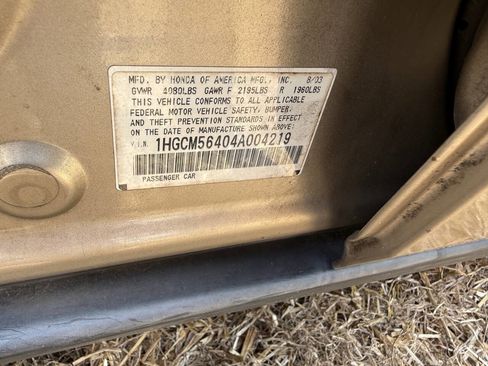 MFD. BY HONDA OF AMERICA MFG., INC. 8/03
GVWR 4080LBS GAWR F 2195LBS R 1960LBS
THIS VEHICLE CONFORMS TO ALL APPLICABLE
FEDERAL MOTOR VEHICLE SAFETY, BUMPER,
AND THEFT PREVENTION STANDARDS IN EFFECT
ON THE DATE OF MANUFACTURE SHOWN ABOVE.
V.I.N. 1HGCM56404A004219
PASSENGER CAR